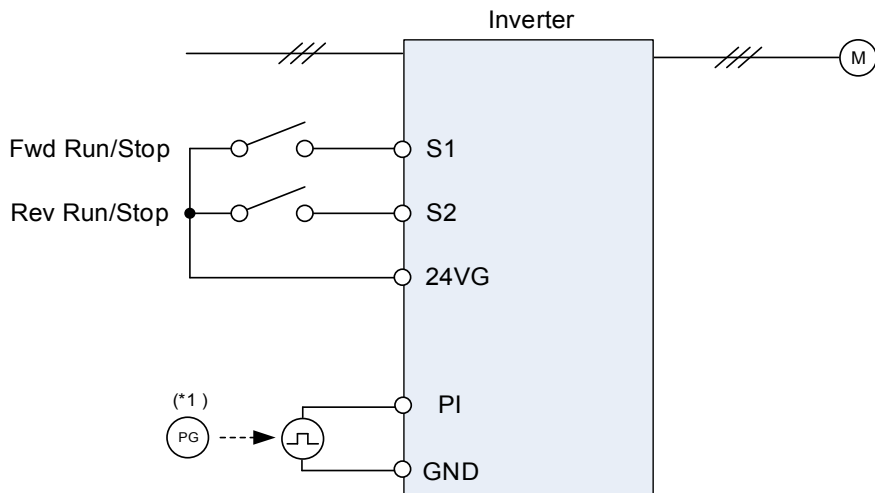 Inverter
M
Fwd Run/Stop
S1
Rev Run/Stop
S2
24VG
(*1 )
PI
PG
GND